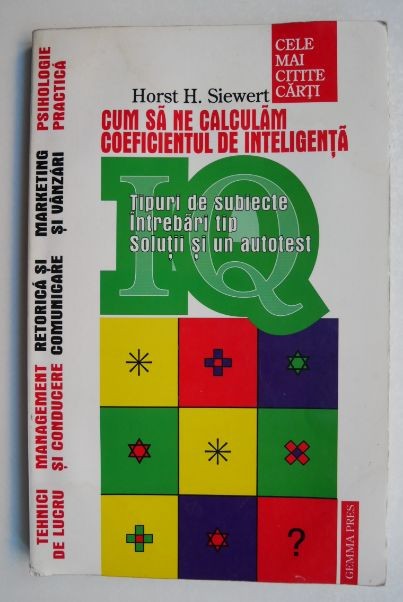 CELE
MAI
CITITE
CĂRȚI
Horst H. Siewert
CUM SĂ NE CALCULĂM
COEFICIENTUL DE INTELIGENȚĂ
IQ
Tipuri de subiecte
Întrebări tip
Soluții și un autotest
?
GEMMA PRES
PSIHOLOGIE
PRACTICĂ
MARKETING
ȘI VÂNZĂRI
RETORICĂ ȘI
COMUNICARE
MANAGEMENT
ȘI CONDUCERE
TEHNICI
DE LUCRU